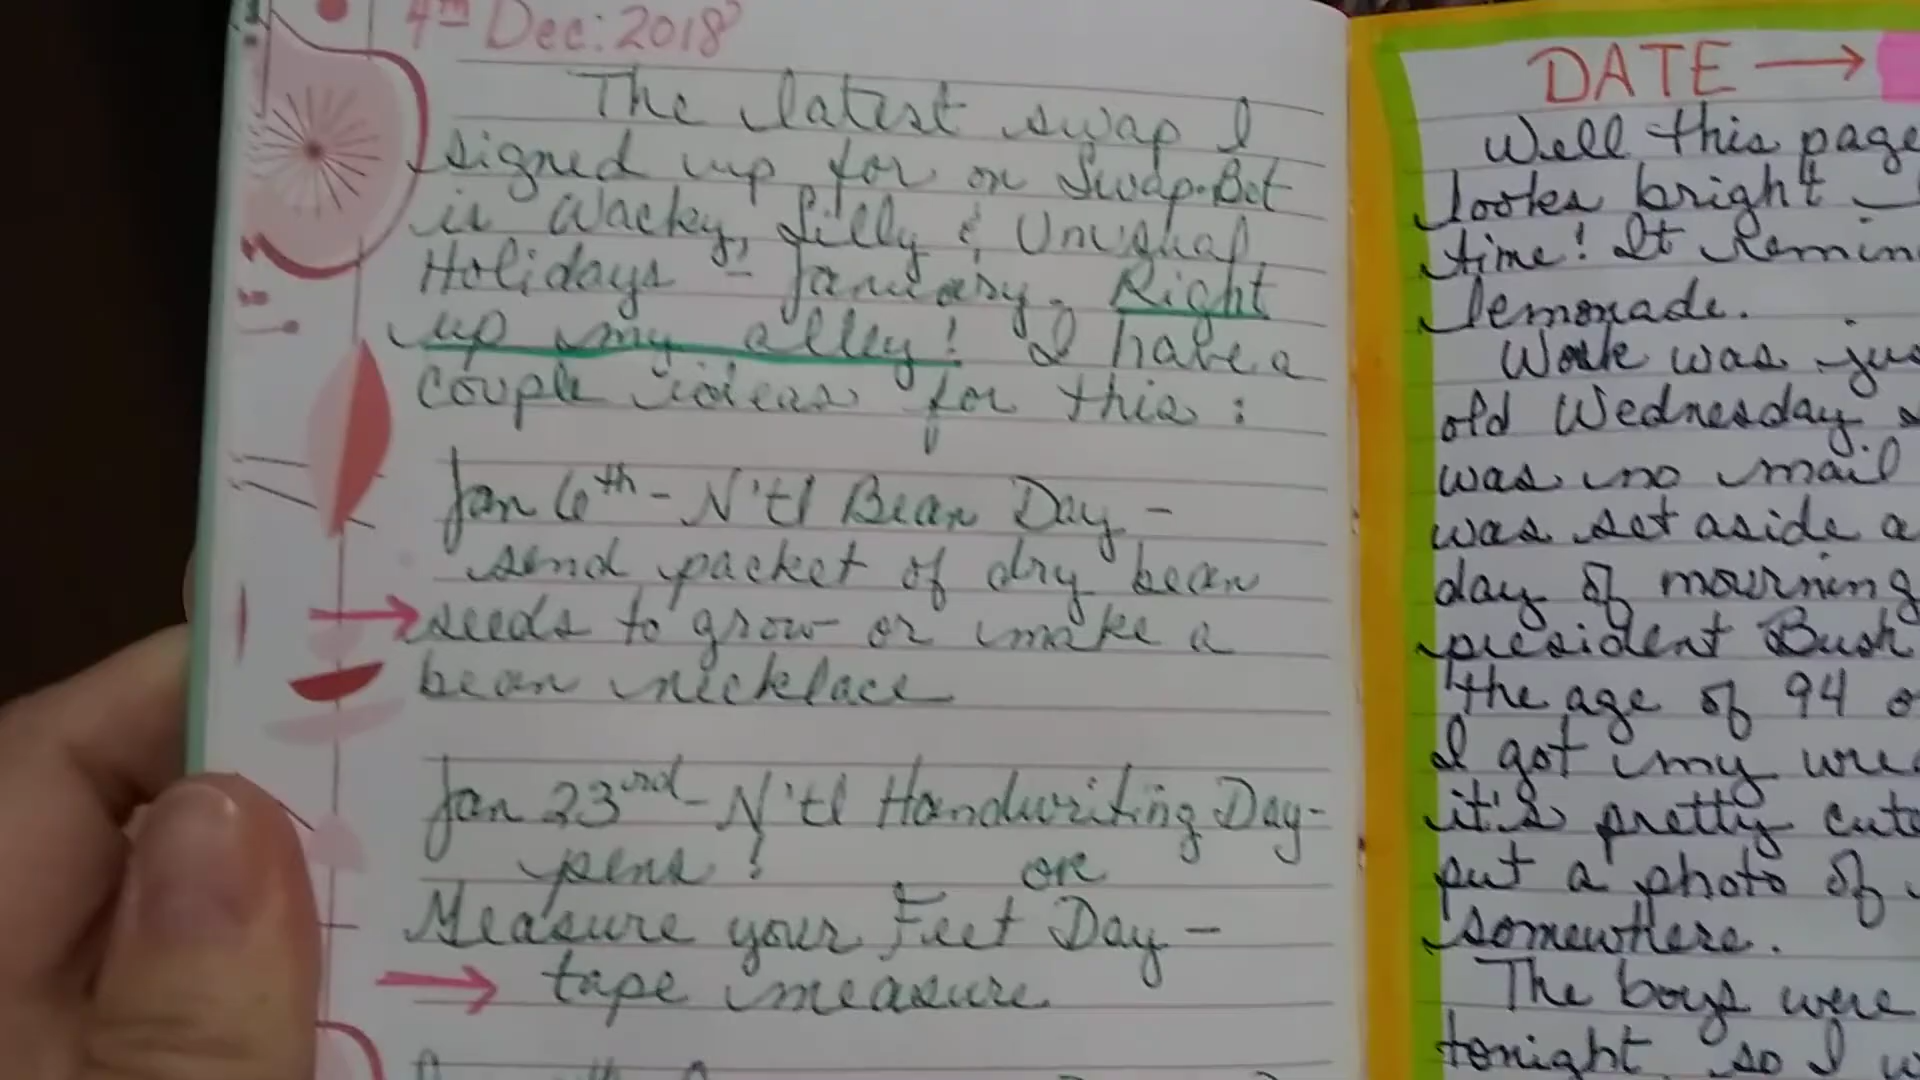 4th Dec: 2018
The latest swap I
signed up for on Swap-Bot
is Wacky, Silly & Unusual
Holidays - January. Right
up my alley! I have a
couple ideas for this:
Jan 6th - N'tl Bean Day -
send packet of dry bean
seeds to grow or make a
bean necklace
Jan 23rd - N'tl Handwriting Day-
pens! or
Measure your Feet Day -
tape measure
DATE →
Well this page
looks bright
time! It remin
lemonade.
Work was jus
old Wednesday
was no mail
was set aside a
day of mourning
president Bush
the age of 94 o
I got my wre
it's pretty cute
put a photo of
somewhere.
The boys were
tonight, so I w